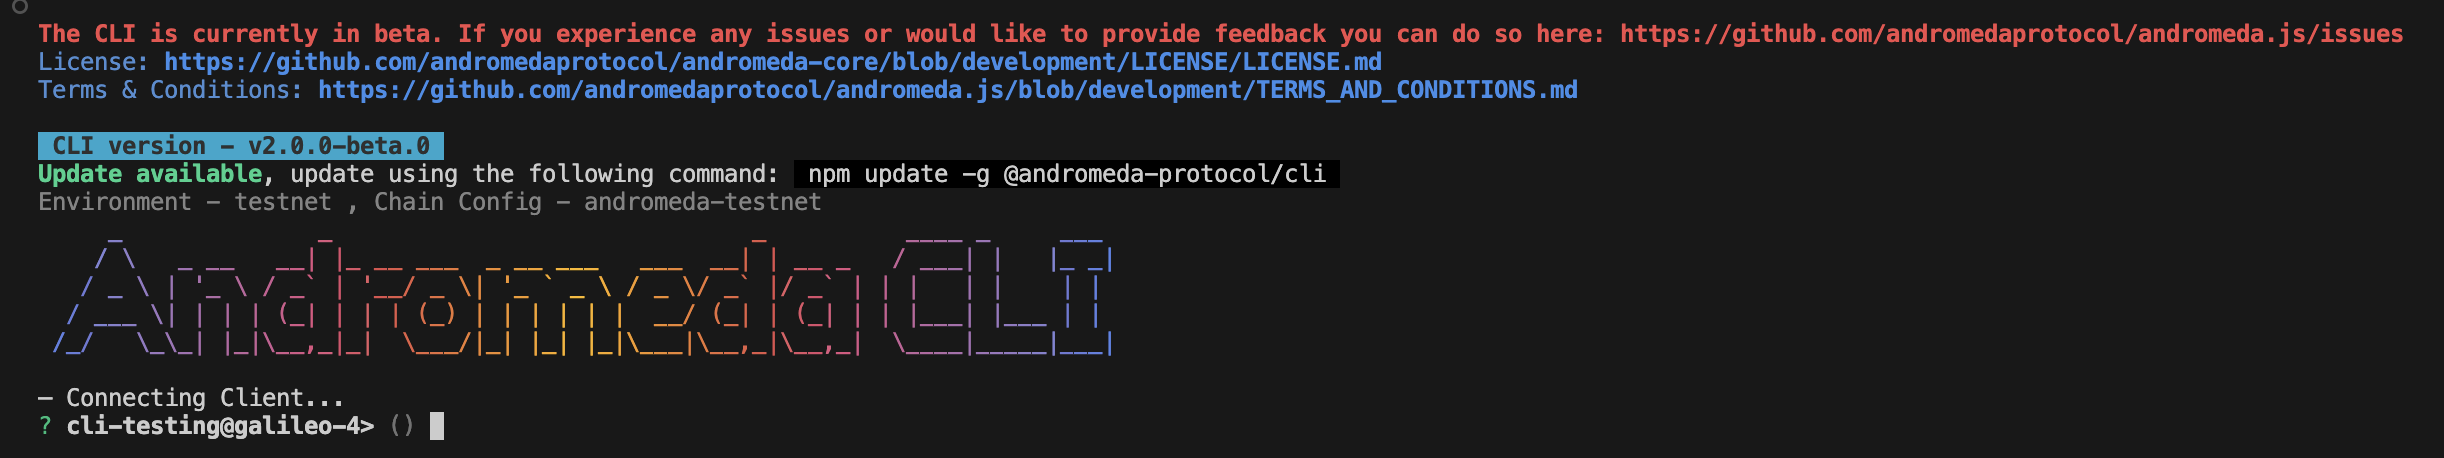 The CLI is currently in beta. If you experience any issues or would like to provide feedback you can do so here: https://github.com/andromedaprotocol/andromeda.js/issues
License: https://github.com/andromedaprotocol/andromeda-core/blob/development/LICENSE/LICENSE.md
Terms & Conditions: https://github.com/andromedaprotocol/andromeda.js/blob/development/TERMS_AND_CONDITIONS.md
CLI version - v2.0.0-beta.0
Update available, update using the following command: npm update -g @andromeda-protocol/cli
Environment - testnet , Chain Config - andromeda-testnet
Andromeda CLI
— Connecting Client...
? cli-testing@galileo-4> ()